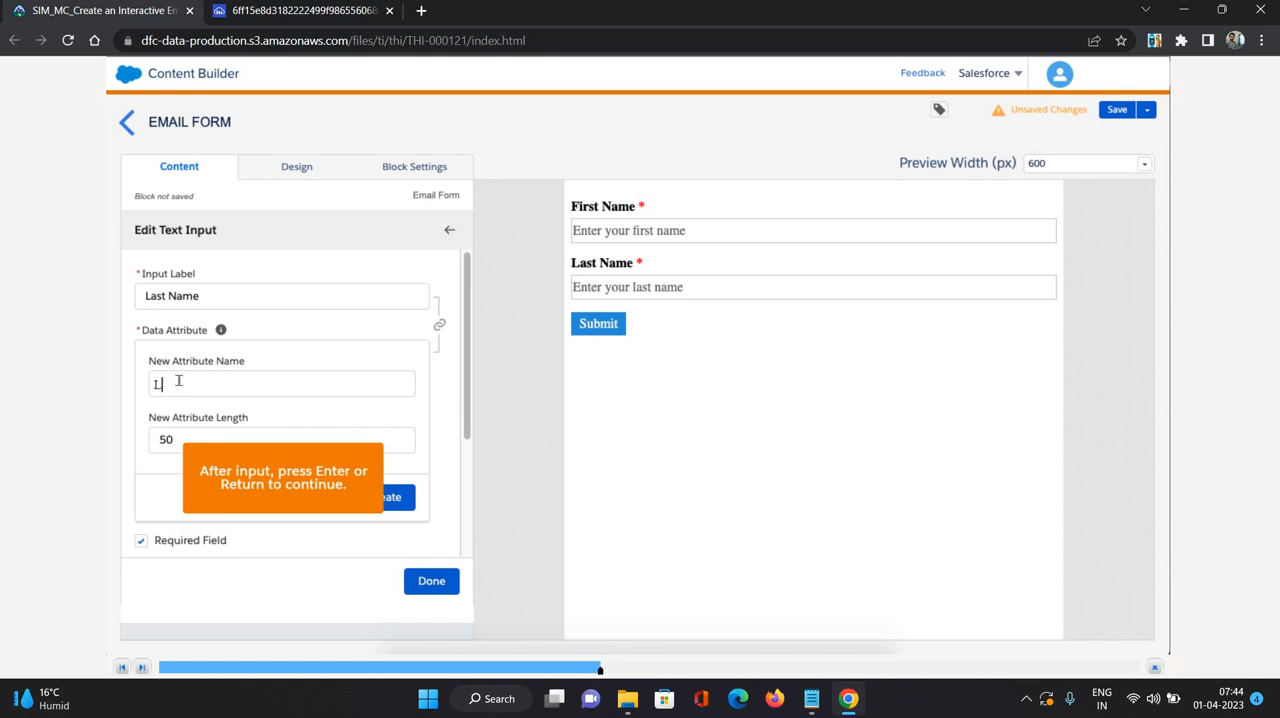 SIM_MC_Create an Interactive Em
6ff15e8d3182222499f986556068
dfc-data-production.s3.amazonaws.com/files/ti/thi/THI-000121/index.html
Content Builder
Feedback
Salesforce
EMAIL FORM
Unsaved Changes
Save
Content
Design
Block Settings
Preview Width (px)
600
Block not saved
Email Form
Edit Text Input
* Input Label
Last Name
* Data Attribute
New Attribute Name
L
New Attribute Length
50
After input, press Enter or
Return to continue.
eate
Required Field
Done
First Name *
Enter your first name
Last Name *
Enter your last name
Submit
16°C
Humid
Search
ENG
IN
07:44
01-04-2023
4